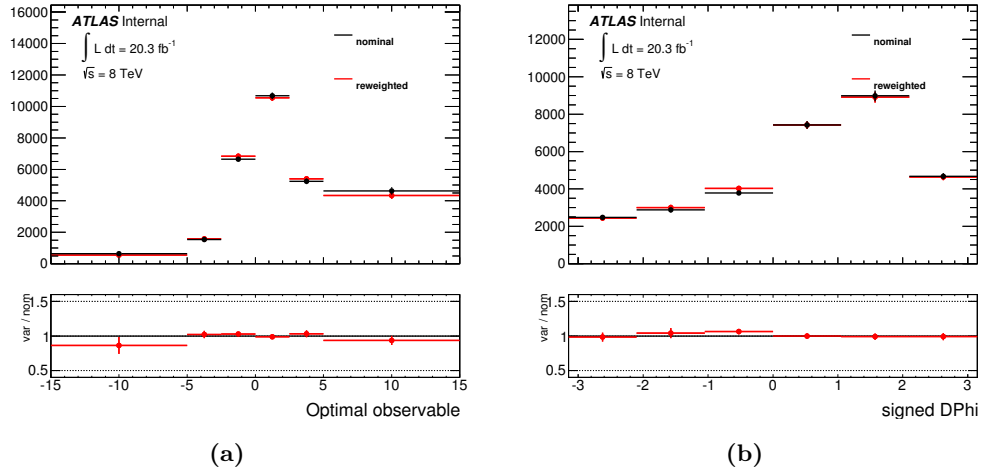 ATLAS Internal
∫ L dt = 20.3 fb⁻¹
√s = 8 TeV
nominal
reweighted
16000
14000
12000
10000
8000
6000
4000
2000
0
var / nom
1.5
1
0.5
-15 -10 -5 0 5 10 15
Optimal observable
(a)
ATLAS Internal
∫ L dt = 20.3 fb⁻¹
√s = 8 TeV
nominal
reweighted
12000
10000
8000
6000
4000
2000
0
var / nom
1.5
1
0.5
-3 -2 -1 0 1 2 3
signed DPhi
(b)